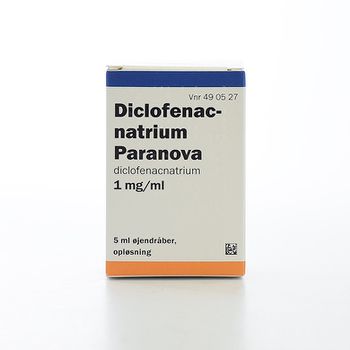 Vnr 49 05 27
Diclofenac-
natrium
Paranova
diclofenacnatrium
1 mg/ml
5 ml øjendråber,
opløsning